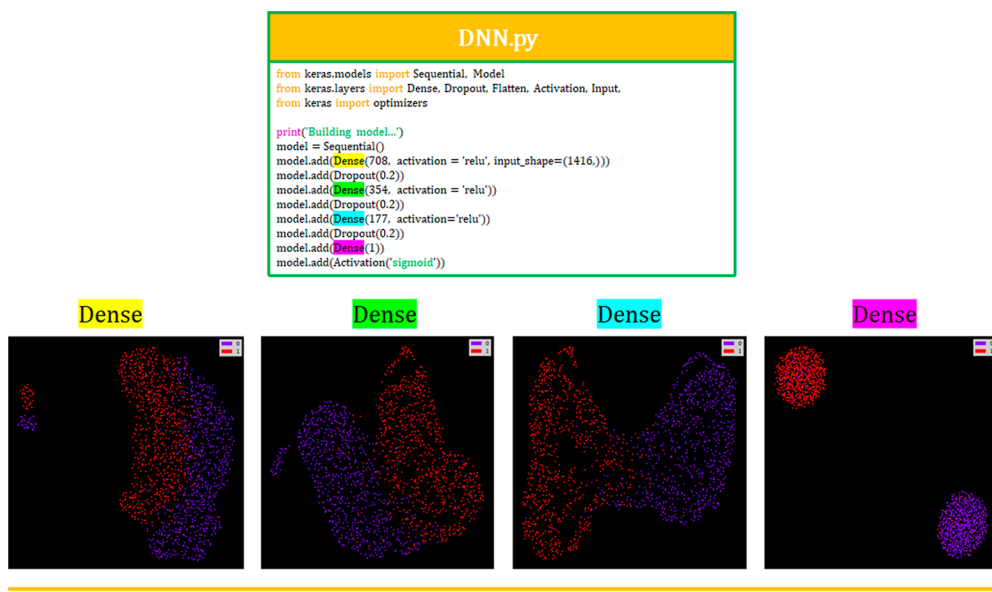 DNN.py
from keras.models import Sequential, Model
from keras.layers import Dense, Dropout, Flatten, Activation, Input,
from keras import optimizers
print('Building model...')
model = Sequential()
model.add(Dense(708, activation = 'relu', input_shape=(1416,)))
model.add(Dropout(0.2))
model.add(Dense(354, activation = 'relu'))
model.add(Dropout(0.2))
model.add(Dense(177, activation='relu'))
model.add(Dropout(0.2))
model.add(Dense(1))
model.add(Activation('sigmoid'))
Dense Dense Dense Dense
0 0 0 0
1 1 1 1